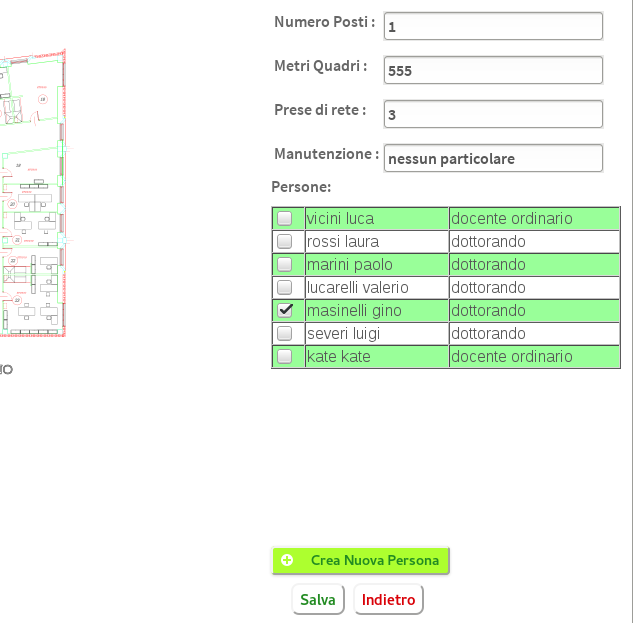 Numero Posti : 1
Metri Quadri : 555
Prese di rete : 3
Manutenzione : nessun particolare
Persone:
vicini luca docente ordinario
rossi laura dottorando
marini paolo dottorando
lucarelli valerio dottorando
masinelli gino dottorando
severi luigi dottorando
kate kate docente ordinario
Crea Nuova Persona
Salva Indietro